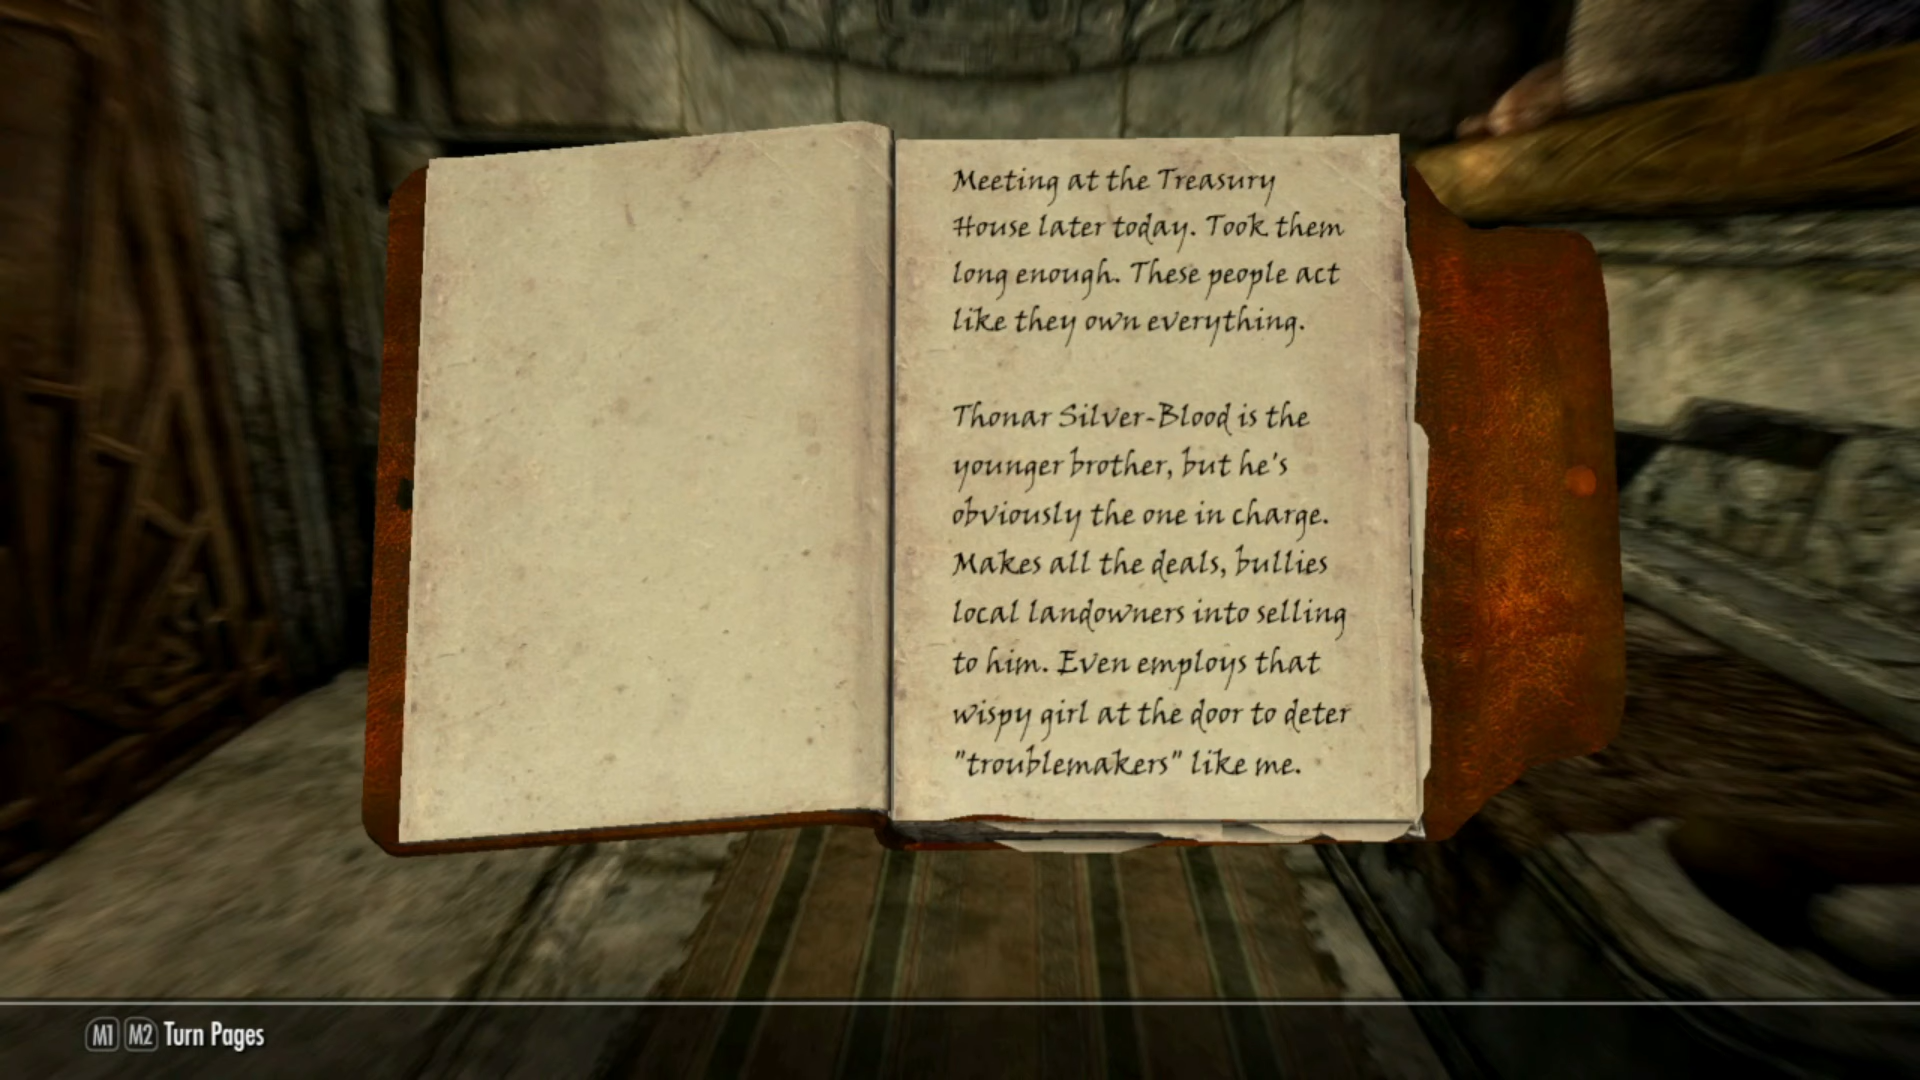 Meeting at the Treasury
House later today. Took them
long enough. These people act
like they own everything.
Thonar Silver-Blood is the
younger brother, but he's
obviously the one in charge.
Makes all the deals, bullies
local landowners into selling
to him. Even employs that
wispy girl at the door to deter
"troublemakers" like me.
M1 M2 Turn Pages